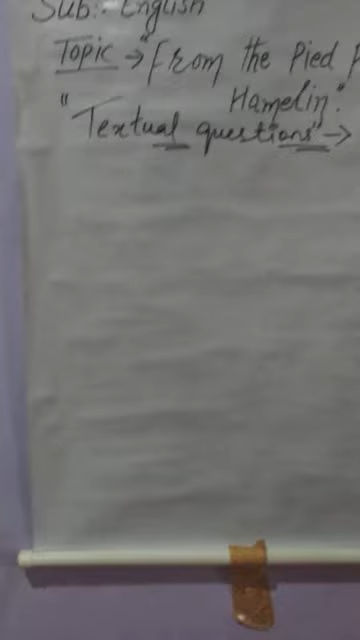 Sub:- English
Topic → "From the Pied P
Hamelin".
"Textual questions" →